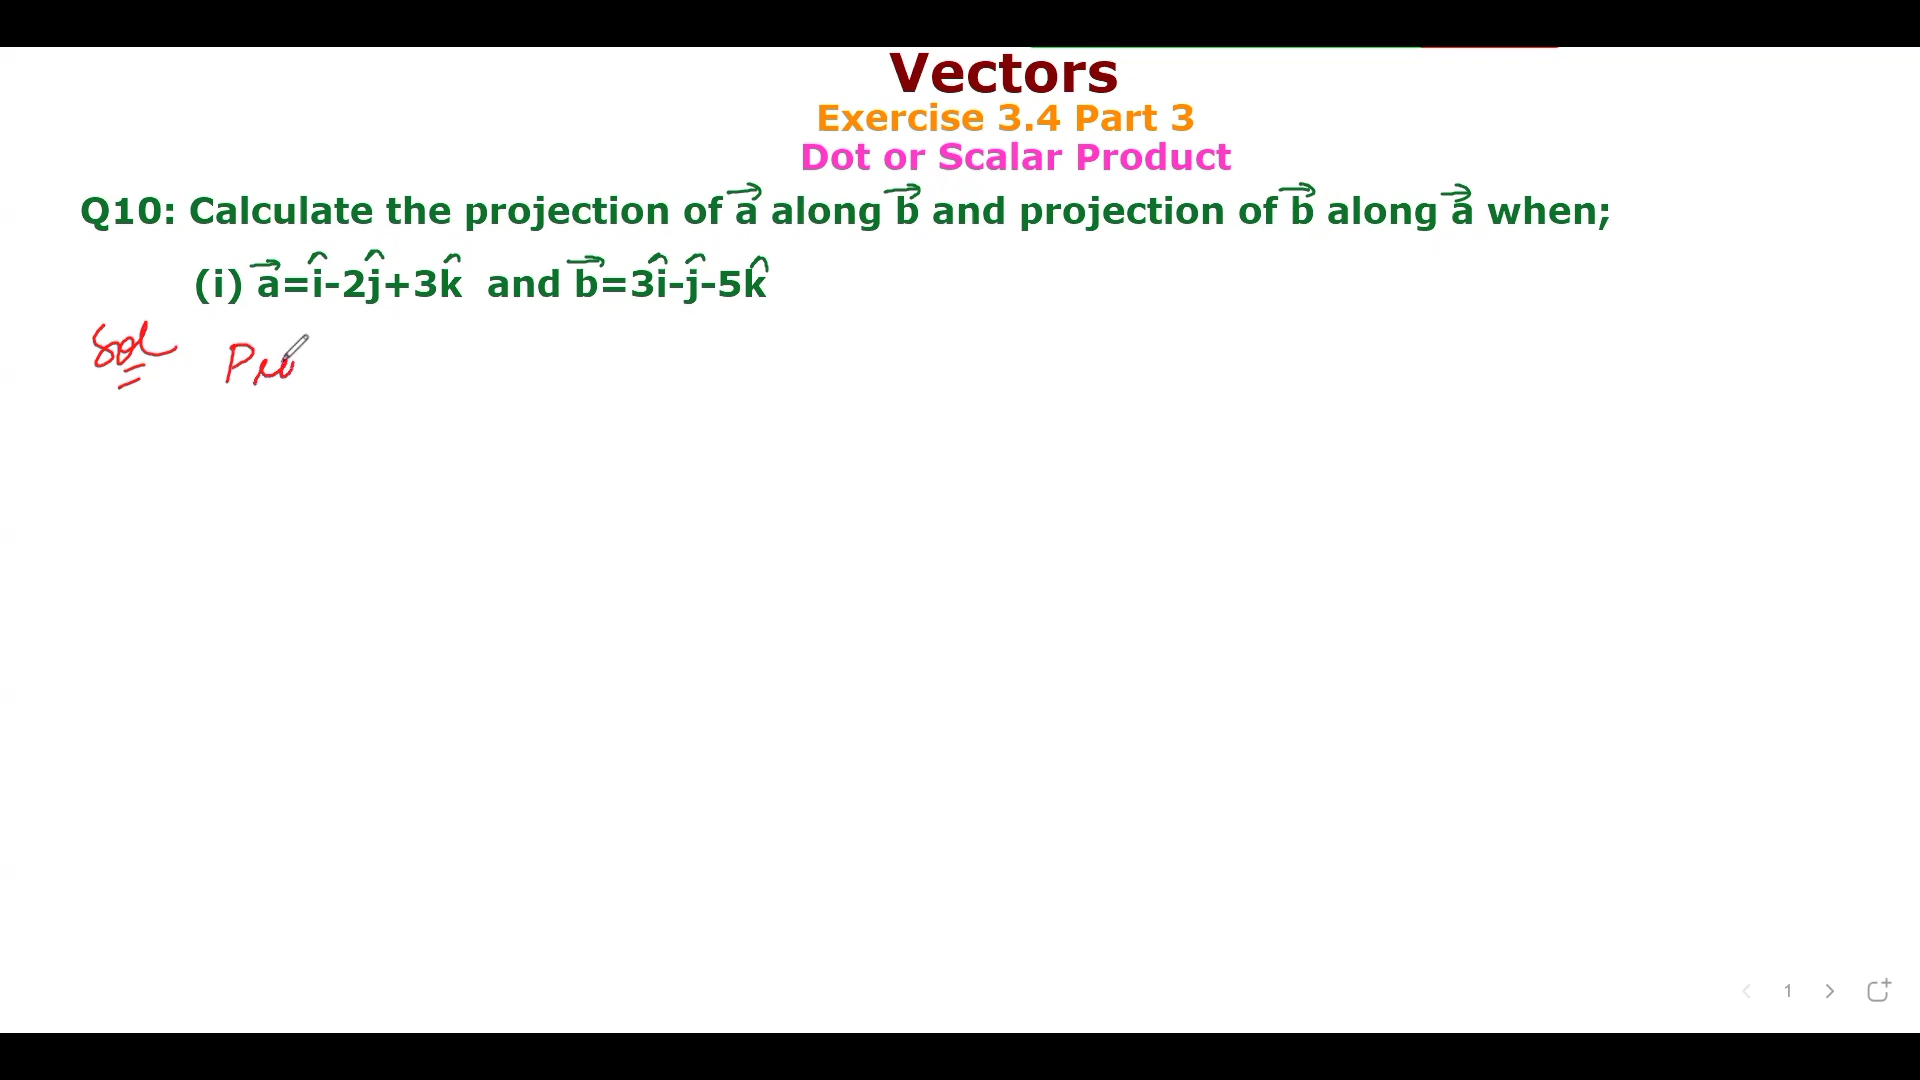 Vectors
Exercise 3.4 Part 3
Dot or Scalar Product
Q10: Calculate the projection of a⃗ along b⃗ and projection of b⃗ along a⃗ when;
(i) a⃗=î-2ĵ+3k̂ and b⃗=3î-ĵ-5k̂
Sol Pro
1